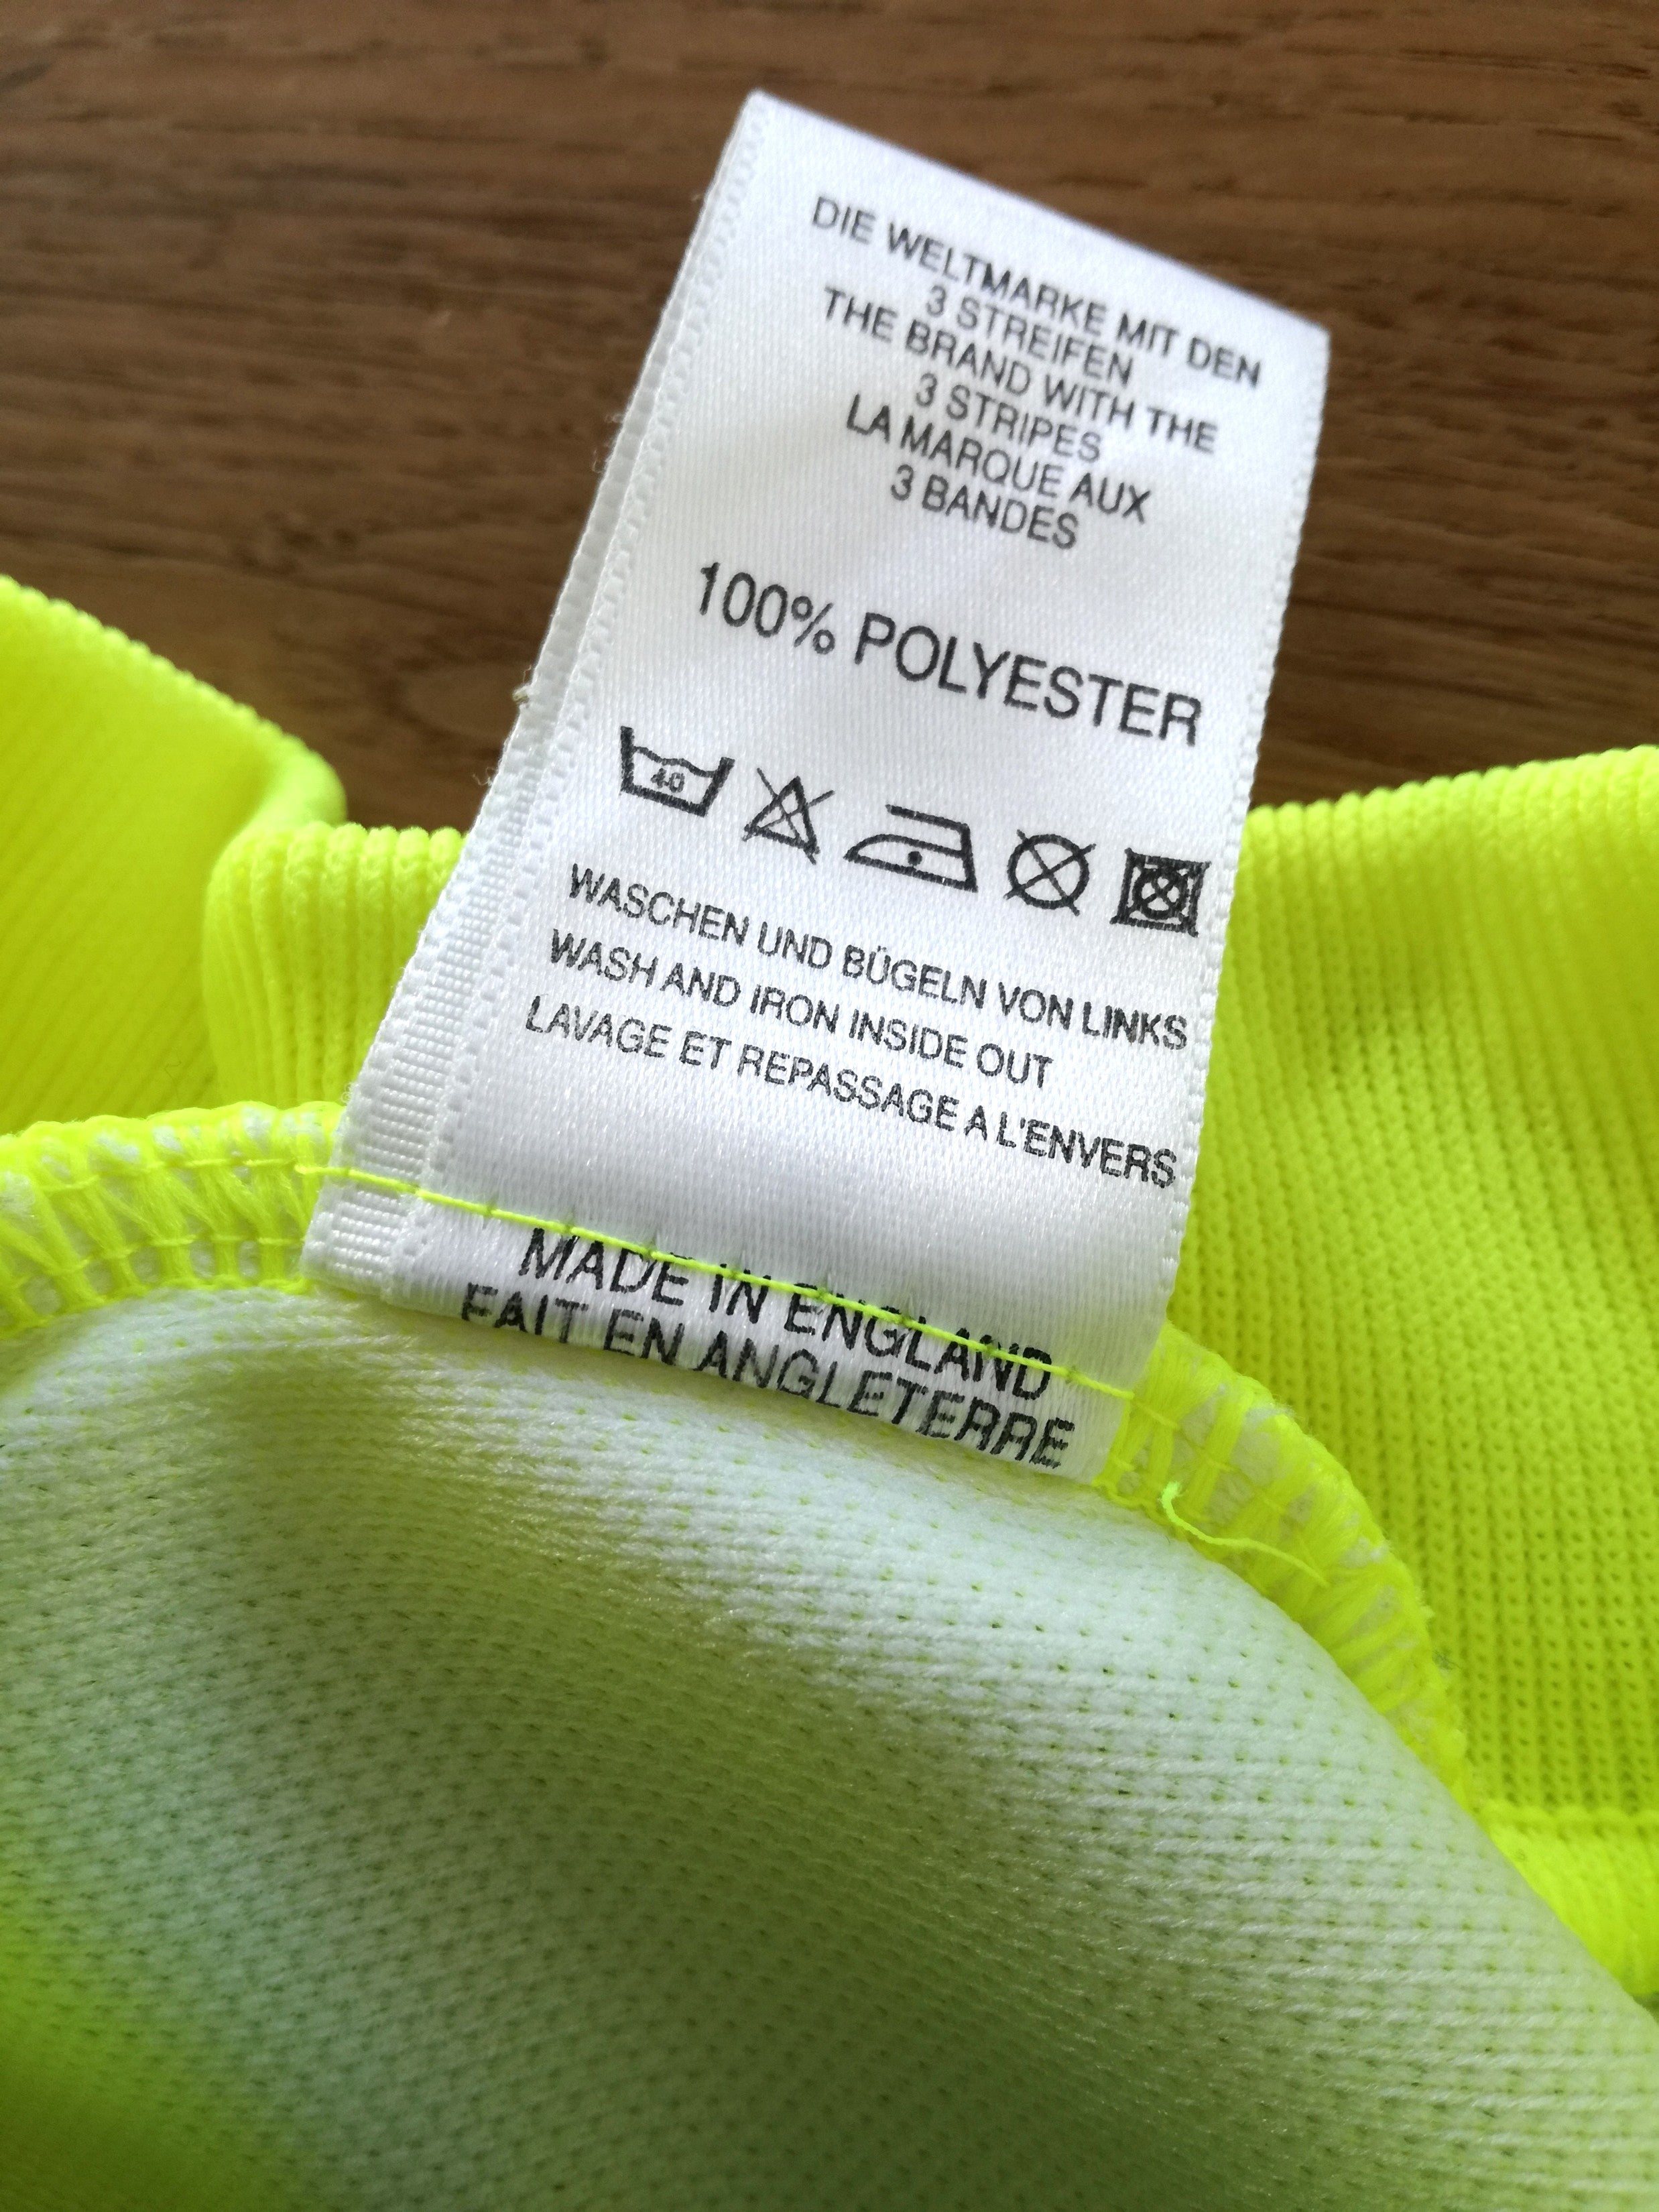 DIE WELTMARKE MIT DEN
3 STREIFEN
THE BRAND WITH THE
3 STRIPES
LA MARQUE AUX
3 BANDES
100% POLYESTER
40
WASCHEN UND BÜGELN VON LINKS
WASH AND IRON INSIDE OUT
LAVAGE ET REPASSAGE A L'ENVERS
MADE IN ENGLAND
FAIT EN ANGLETERRE